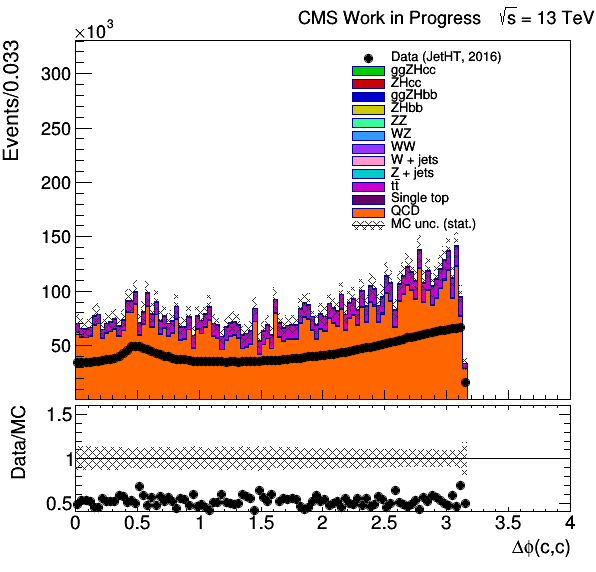 CMS Work in Progress √s = 13 TeV
×10³
Events/0.033
300
250
200
150
100
50
Data (JetHT, 2016)
ggZHcc
ZHcc
ggZHbb
ZHbb
ZZ
WZ
WW
W + jets
Z + jets
tt̄
Single top
QCD
MC unc. (stat.)
Data/MC
1.5
1
0.5
0 0.5 1 1.5 2 2.5 3 3.5 4
Δϕ(c,c)